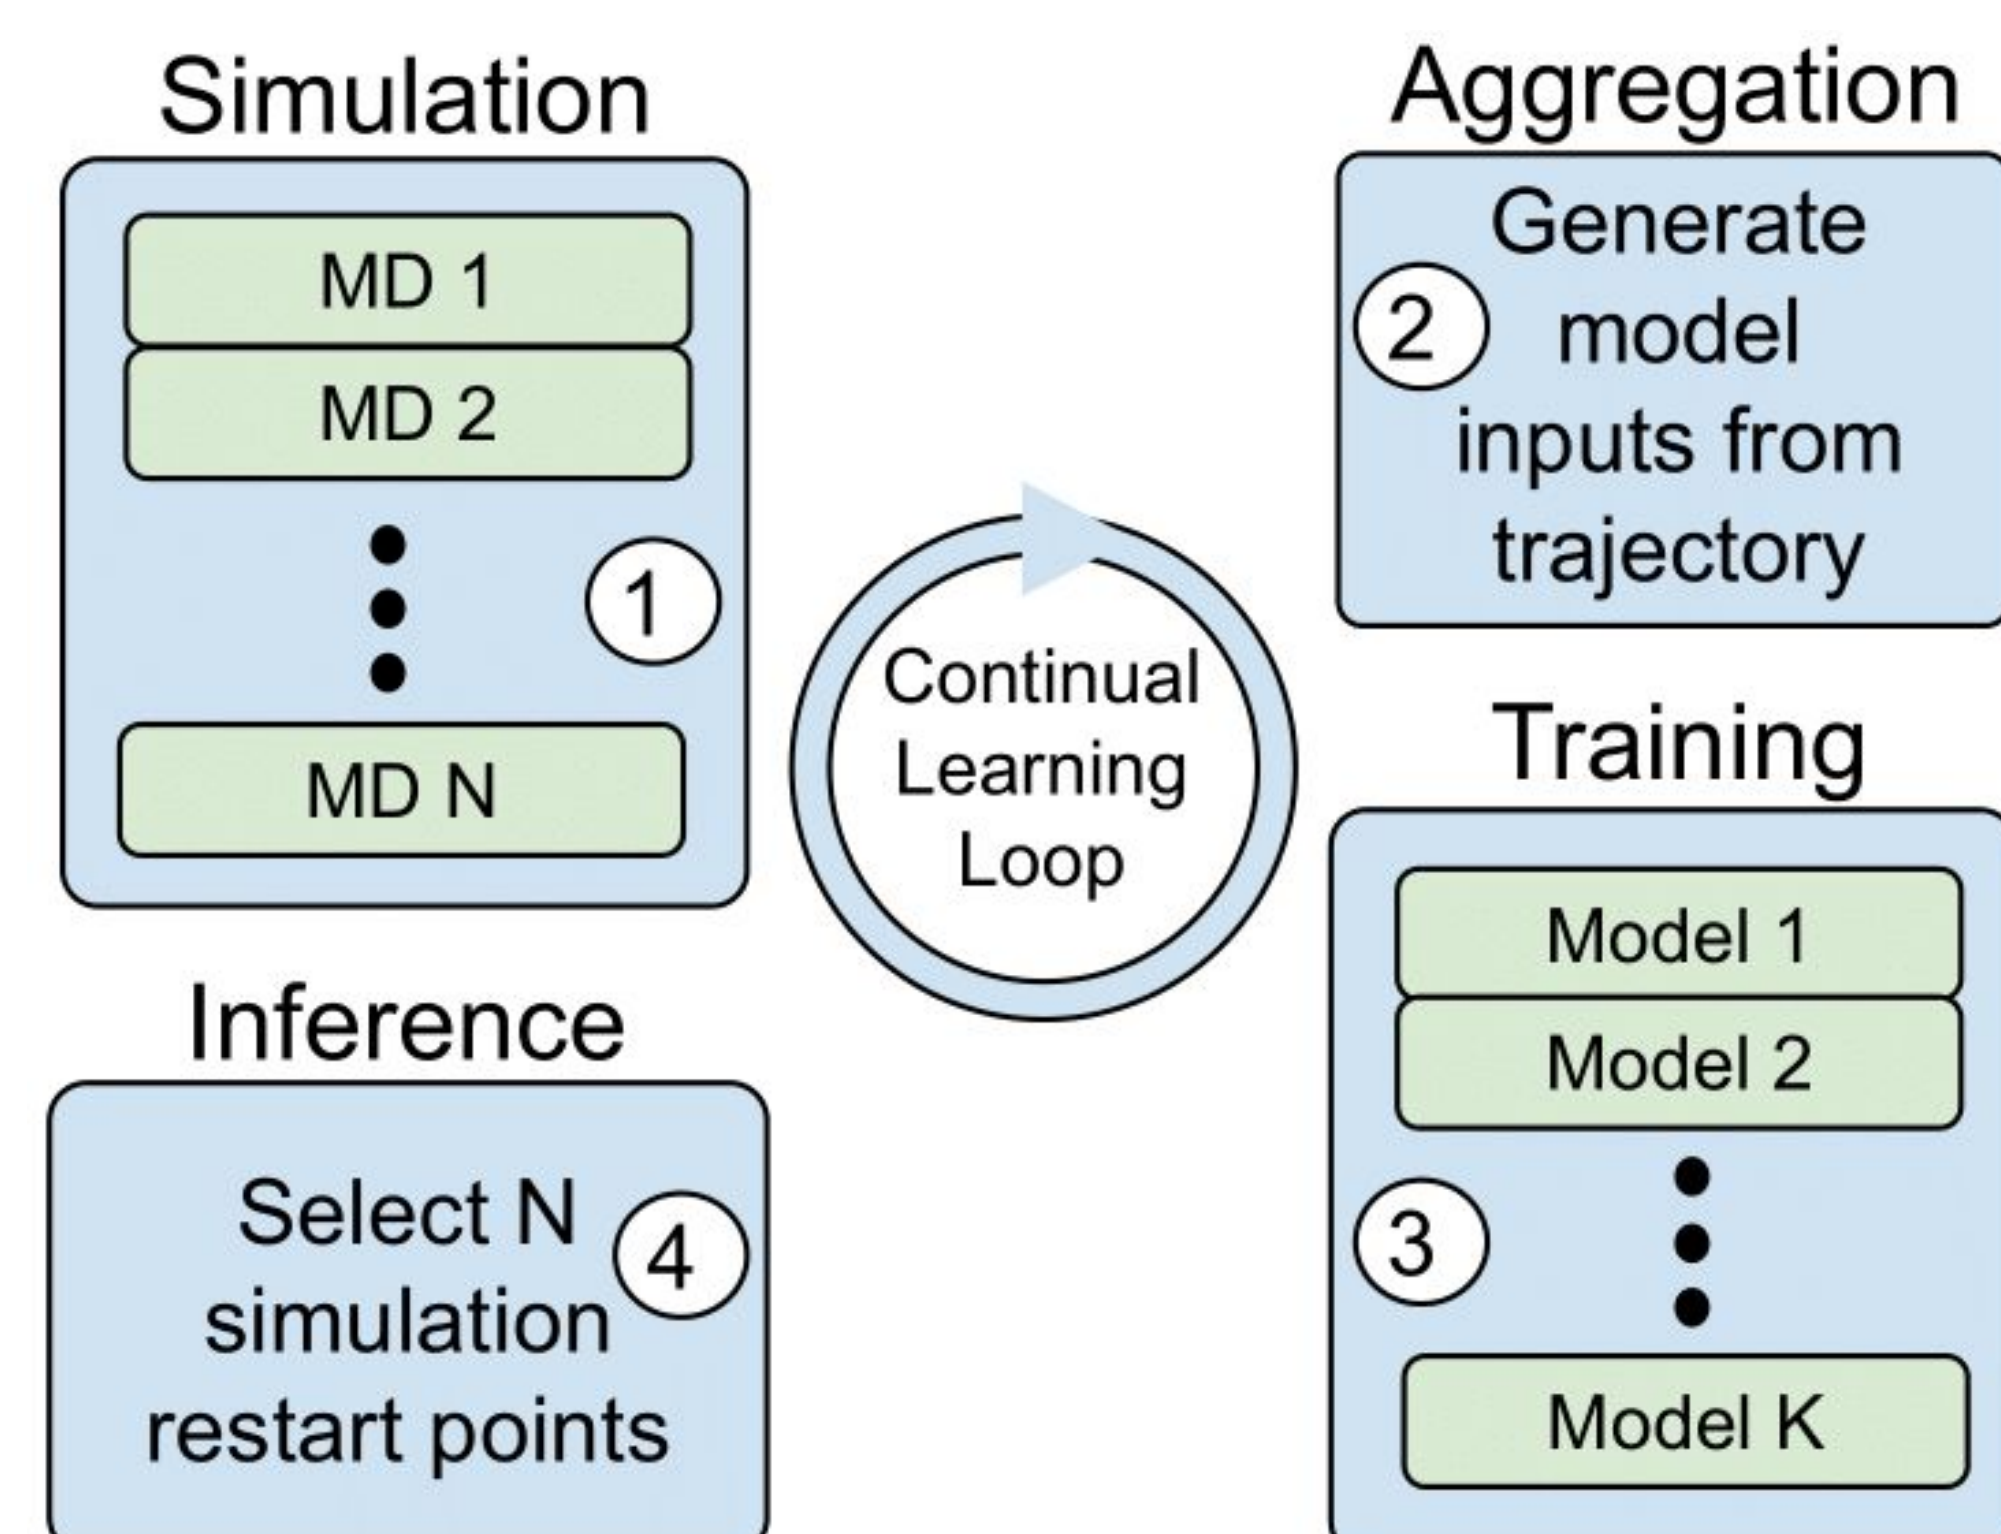 Simulation
MD 1
MD 2
1
MD N
Aggregation
2
Generate
model
inputs from
trajectory
Continual
Learning
Loop
Training
Model 1
Model 2
3
Model K
Inference
Select N
simulation
restart points
4